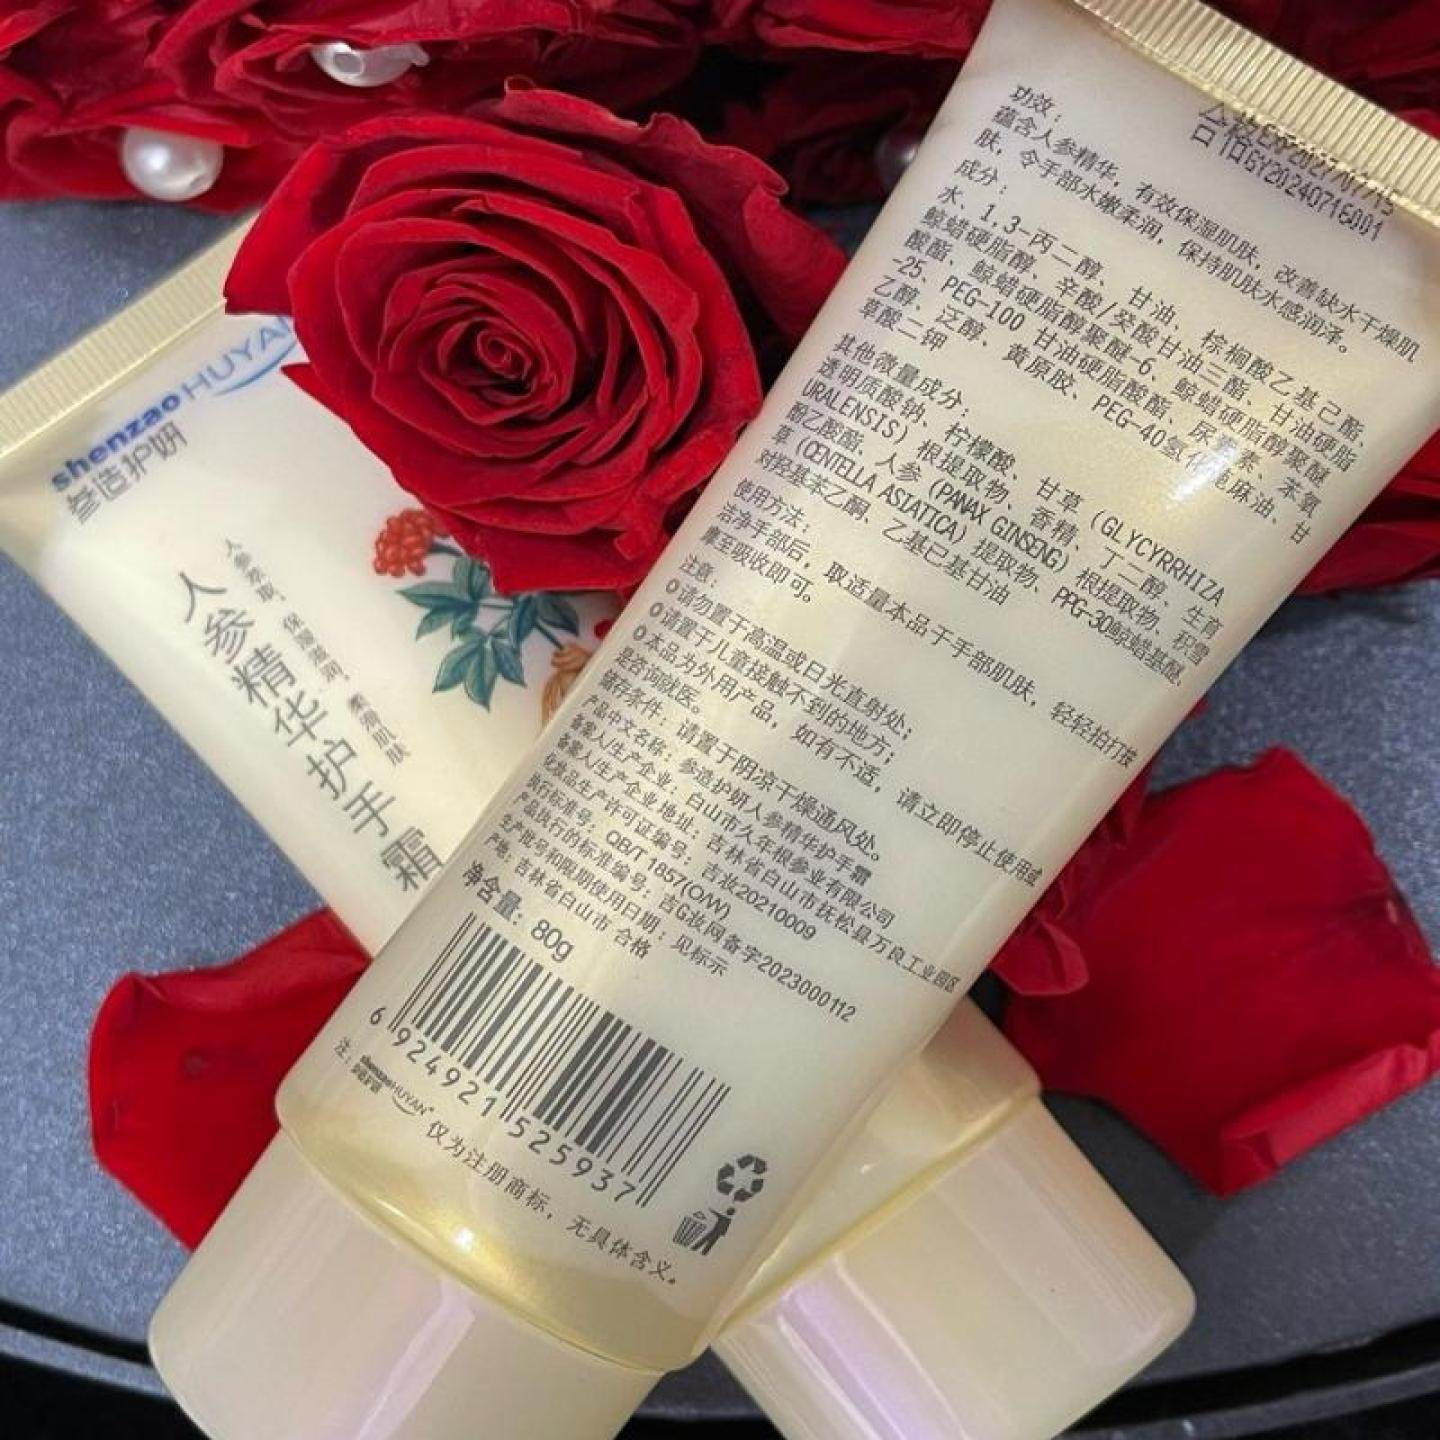 shenzao HUYAN
参造护妍
人参萃取，保湿滋润，柔滑肌肤
人参精华护手霜
合格EXP20270715
GY20240716001
功效：
蕴含人参精华，有效保湿肌肤，改善缺水干燥肌
肤，令手部水嫩柔润，保持肌肤水感润泽。
成分：
水、1,3-丙二醇、甘油、棕榈酸乙基己酯、
鲸蜡硬脂醇、辛酸/癸酸甘油三酯、甘油硬脂
酸酯、鲸蜡硬脂醇聚醚-6、鲸蜡硬脂醇聚醚
-25、PEG-100 甘油硬脂酸酯、尿素、苯氧
乙醇、泛醇、黄原胶、PEG-40氢化蓖麻油、甘
草酸二钾
其他微量成分：
透明质酸钠、柠檬酸、甘草（GLYCYRRHIZA
URALENSIS）根提取物、香精、丁二醇、生育
酚乙酸酯、人参（PANAX GINSENG）根提取物、积雪
草（CENTELLA ASIATICA）提取物、PPG-30鲸蜡基醚、
对羟基苯乙酮、乙基已基甘油
使用方法：
洁净手部后，取适量本品于手部肌肤，轻轻拍打按
摩至吸收即可。
注意：
请勿置于高温或日光直射处；
请置于儿童接触不到的地方；
本品为外用产品，如有不适，请立即停止使用或
是咨询就医。
储存条件：请置于阴凉干燥通风处。
产品中文名称：参造护妍人参精华护手霜
备案人/生产企业：白山市久年根参业有限公司
备案人/生产企业地址：吉林省白山市抚松县万良工业园区
化妆品生产许可证编号：吉妆20210009
执行标准号：QB/T 1857(O/W)
产品执行的标准编号：吉G妆网备字2023000112
生产批号和限期使用日期：见标示
产地：吉林省白山市 合格
净含量：80g
6 924921 525937
注：shenzao HUYAN® 参造护妍 仅为注册商标，无具体含义。